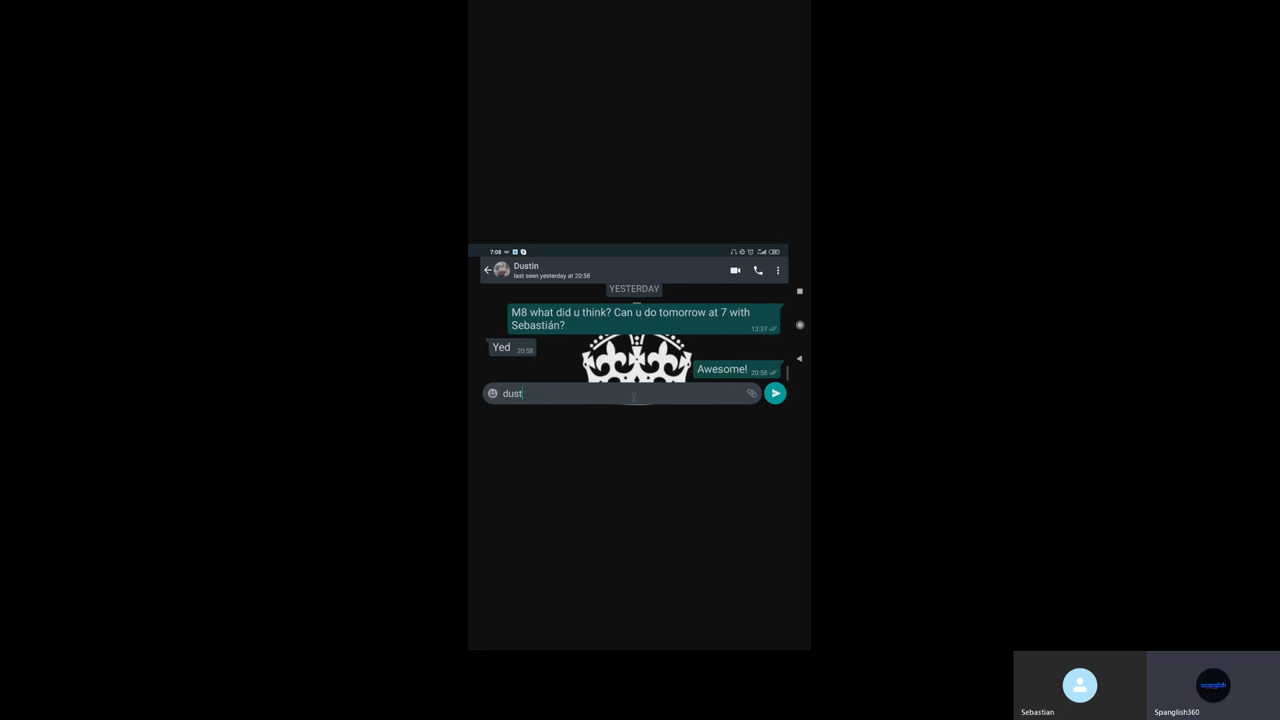 7:08
Dustin
last seen yesterday at 20:58
YESTERDAY
M8 what did u think? Can u do tomorrow at 7 with
Sebastián?
13:37
Yed 20:58
Awesome! 20:58
dust
Sebastian
Spanglish360